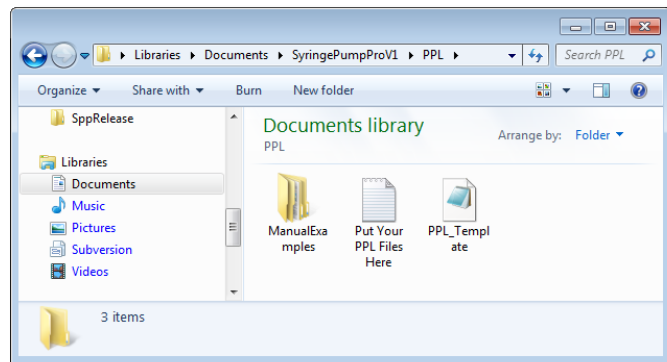 Libraries ▸ Documents ▸ SyringePumpProV1 ▸ PPL ▸
Search PPL
Organize
Share with
Burn
New folder
SppRelease
Libraries
Documents
Music
Pictures
Subversion
Videos
Documents library
PPL
Arrange by: Folder
ManualExa
mples
Put Your
PPL Files
Here
PPL_Templ
ate
3 items